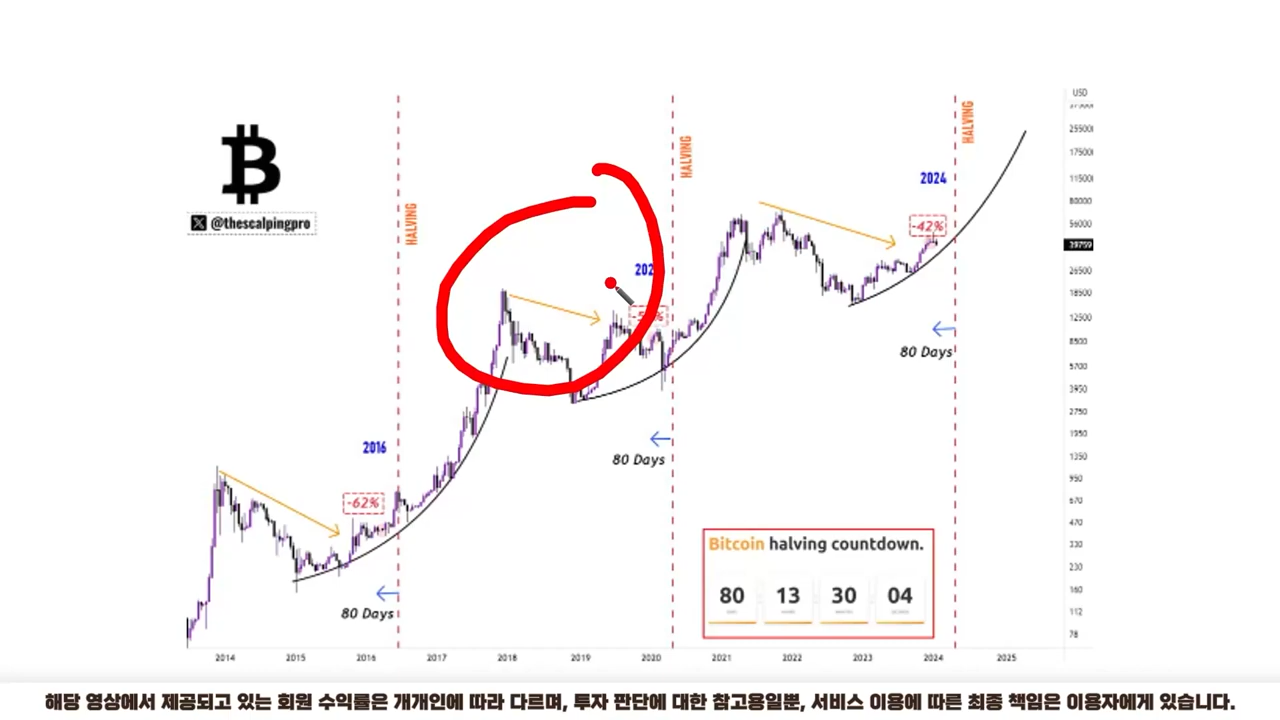 USD
HALVING
25500
17500
HALVING
2024
11500
80000
HALVING
@thescalpingpro
-42%
56000
39759
26500
18500
12500
80 Days
8500
5700
3950
2750
2016
80 Days
1950
1350
950
-62%
670
470
330
Bitcoin halving countdown.
230
80 13 30 04
160
80 Days
112
78
2014 2015 2016 2017 2018 2019 2020 2021 2022 2023 2024 2025
해당 영상에서 제공되고 있는 회원 수익률은 개개인에 따라 다르며, 투자 판단에 대한 참고용일뿐, 서비스 이용에 따른 최종 책임은 이용자에게 있습니다.